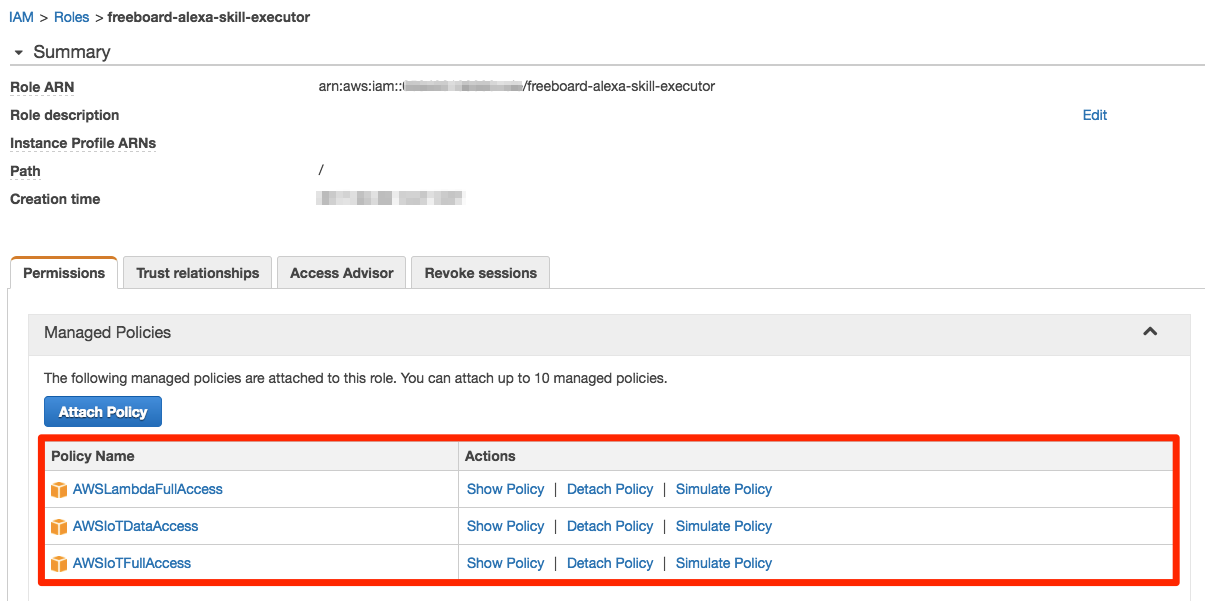 IAM > Roles > freeboard-alexa-skill-executor
Summary
Role ARN arn:aws:iam:: /freeboard-alexa-skill-executor
Role description Edit
Instance Profile ARNs
Path /
Creation time
Permissions Trust relationships Access Advisor Revoke sessions
Managed Policies
The following managed policies are attached to this role. You can attach up to 10 managed policies.
Attach Policy
Policy Name Actions
AWSLambdaFullAccess Show Policy | Detach Policy | Simulate Policy
AWSIoTDataAccess Show Policy | Detach Policy | Simulate Policy
AWSIoTFullAccess Show Policy | Detach Policy | Simulate Policy